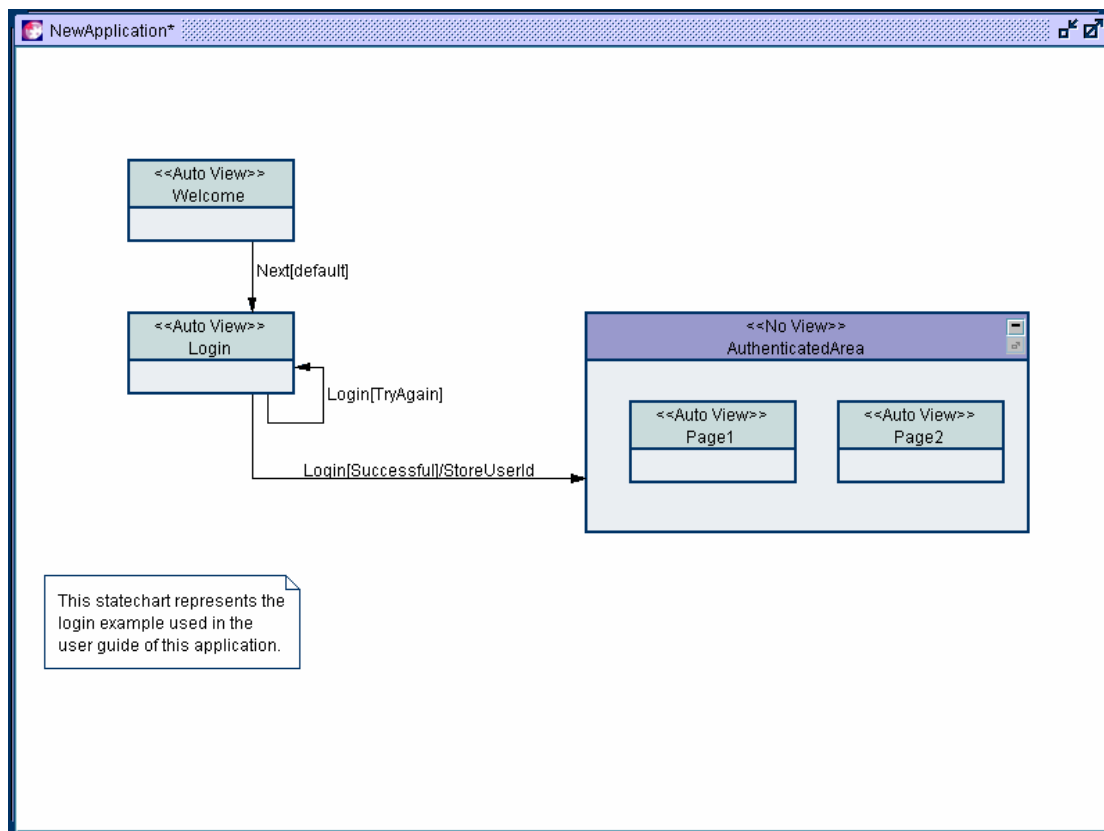 NewApplication*
<<Auto View>>
Welcome
Next[default]
<<Auto View>>
Login
Login[TryAgain]
Login[Successful]/StoreUserId
<<No View>>
AuthenticatedArea
<<Auto View>>
Page1
<<Auto View>>
Page2
This statechart represents the
login example used in the
user guide of this application.